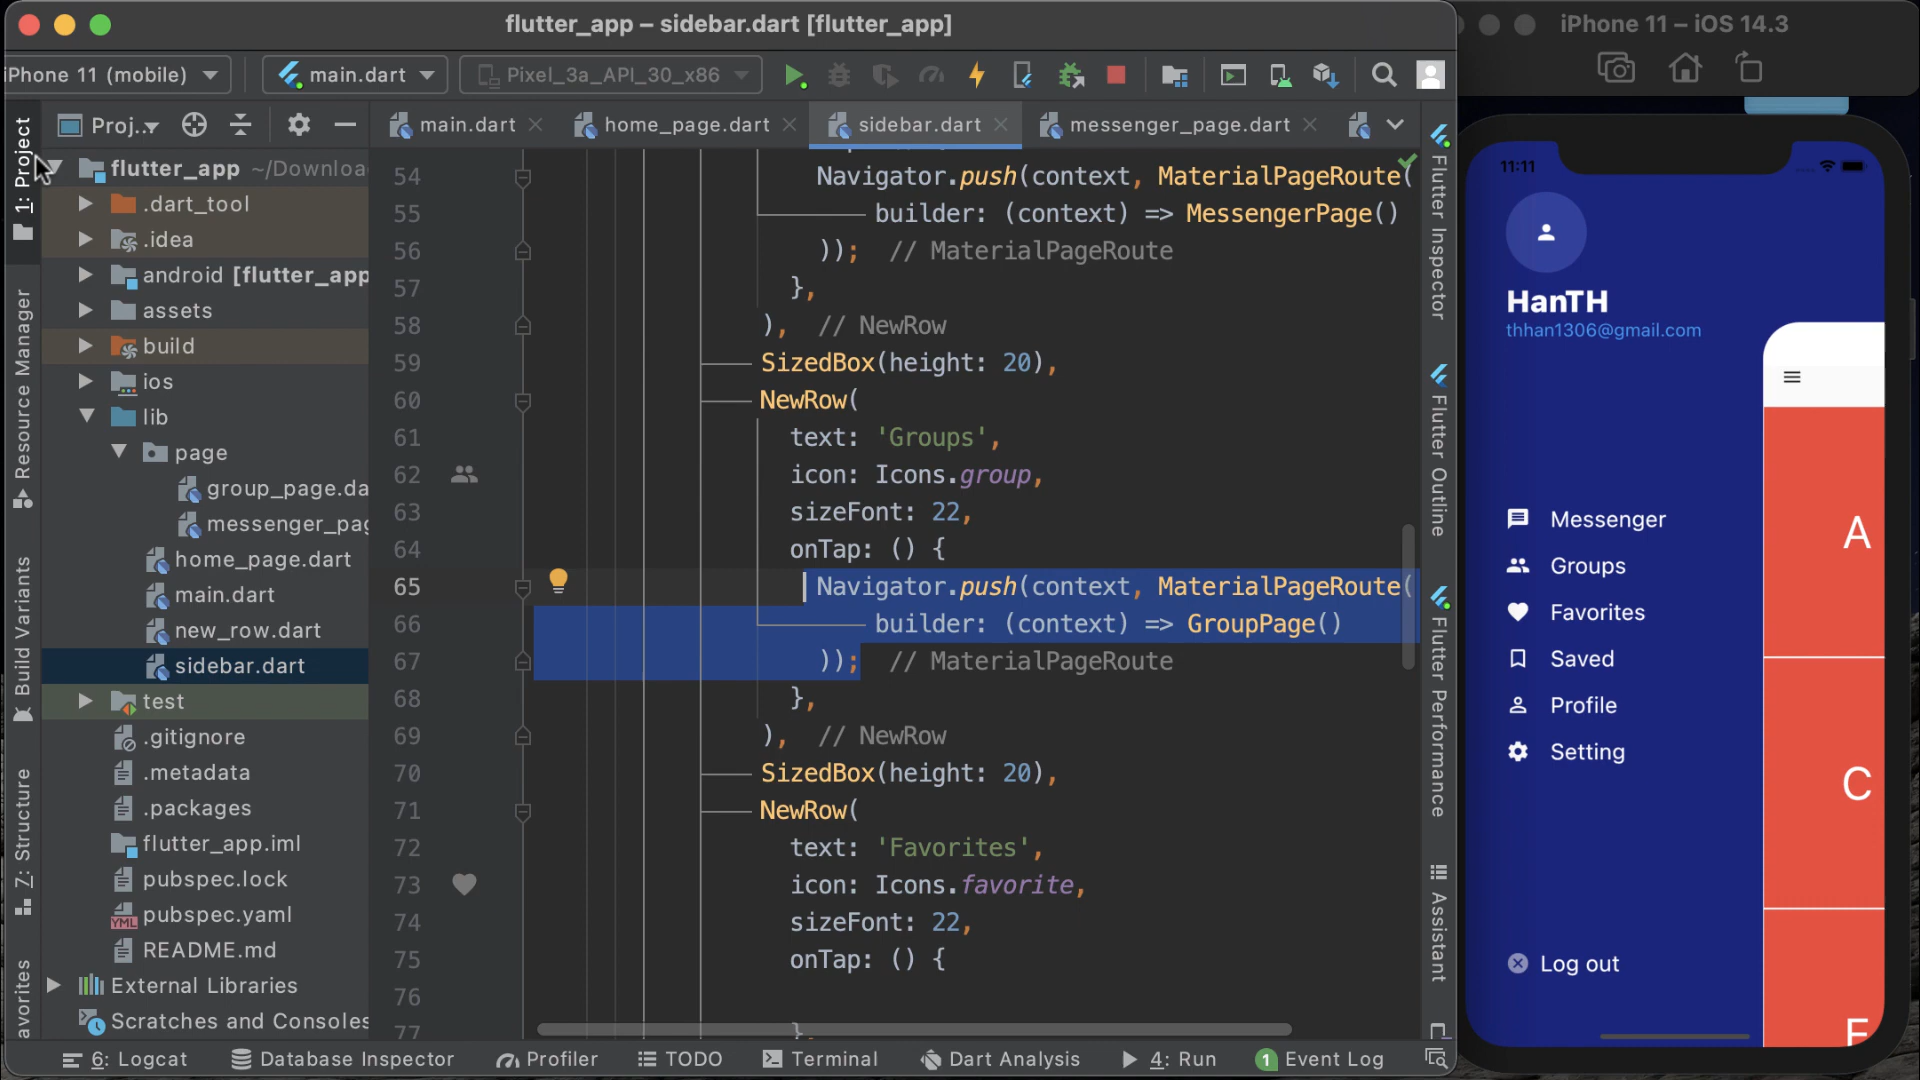 flutter_app – sidebar.dart [flutter_app]
iPhone 11 – iOS 14.3
iPhone 11 (mobile)
main.dart
Pixel_3a_API_30_x86
Proj..
main.dart
home_page.dart
sidebar.dart
messenger_page.dart
1: Project
Resource Manager
Build Variants
Z: Structure
avorites
flutter_app ~/Downloa
.dart_tool
.idea
android [flutter_app
assets
build
ios
lib
page
group_page.da
messenger_pag
home_page.dart
main.dart
new_row.dart
sidebar.dart
test
.gitignore
.metadata
.packages
flutter_app.iml
pubspec.lock
pubspec.yaml
README.md
External Libraries
Scratches and Consoles
54 Navigator.push(context, MaterialPageRoute(
55 builder: (context) => MessengerPage()
56 )); // MaterialPageRoute
57 },
58 ), // NewRow
59 SizedBox(height: 20),
60 NewRow(
61 text: 'Groups',
62 icon: Icons.group,
63 sizeFont: 22,
64 onTap: () {
65 Navigator.push(context, MaterialPageRoute(
66 builder: (context) => GroupPage()
67 )); // MaterialPageRoute
68 },
69 ), // NewRow
70 SizedBox(height: 20),
71 NewRow(
72 text: 'Favorites',
73 icon: Icons.favorite,
74 sizeFont: 22,
75 onTap: () {
76
77 },
Flutter Inspector
Flutter Outline
Flutter Performance
Assistant
6: Logcat
Database Inspector
Profiler
TODO
Terminal
Dart Analysis
4: Run
1 Event Log
11:11
HanTH
thhan1306@gmail.com
Messenger
Groups
Favorites
Saved
Profile
Setting
Log out
A
C
E